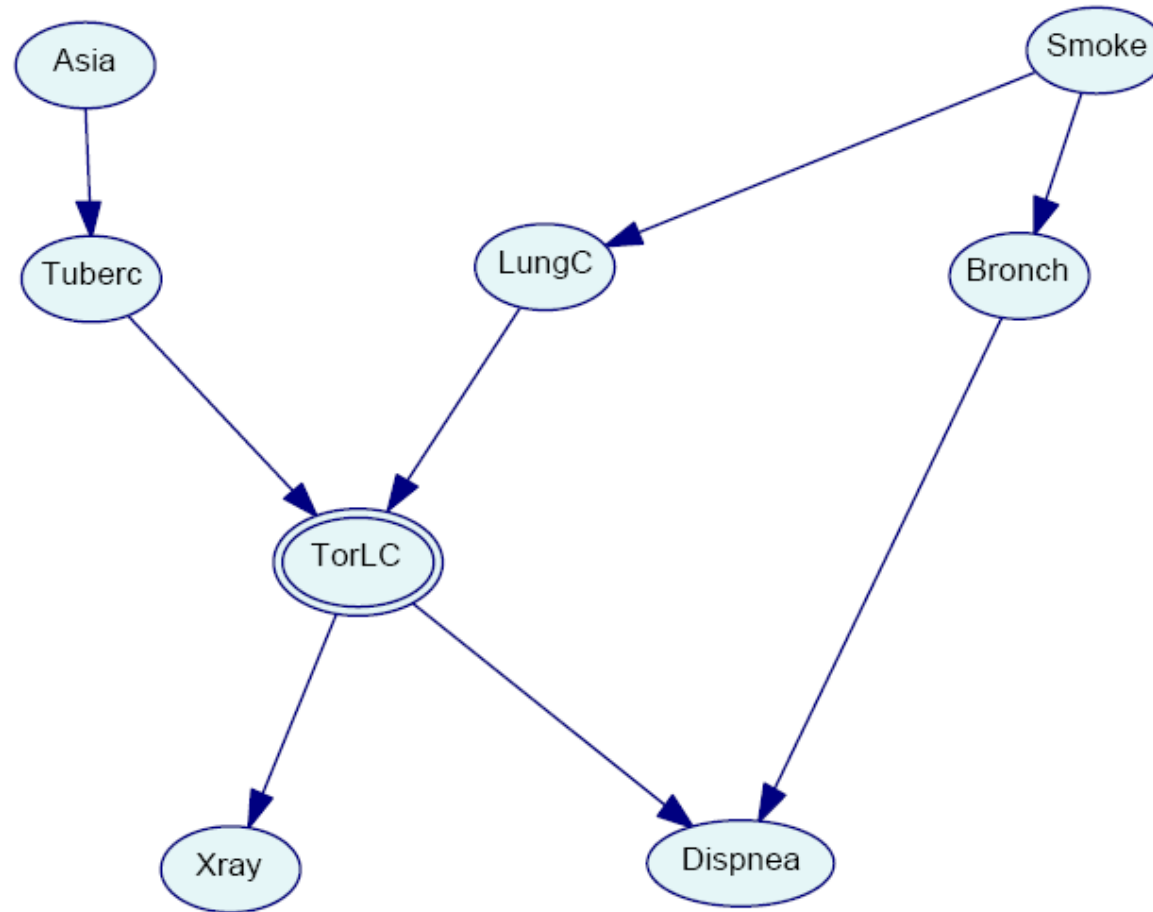 Asia
Smoke
Tuberc
LungC
Bronch
TorLC
Xray
Dispnea